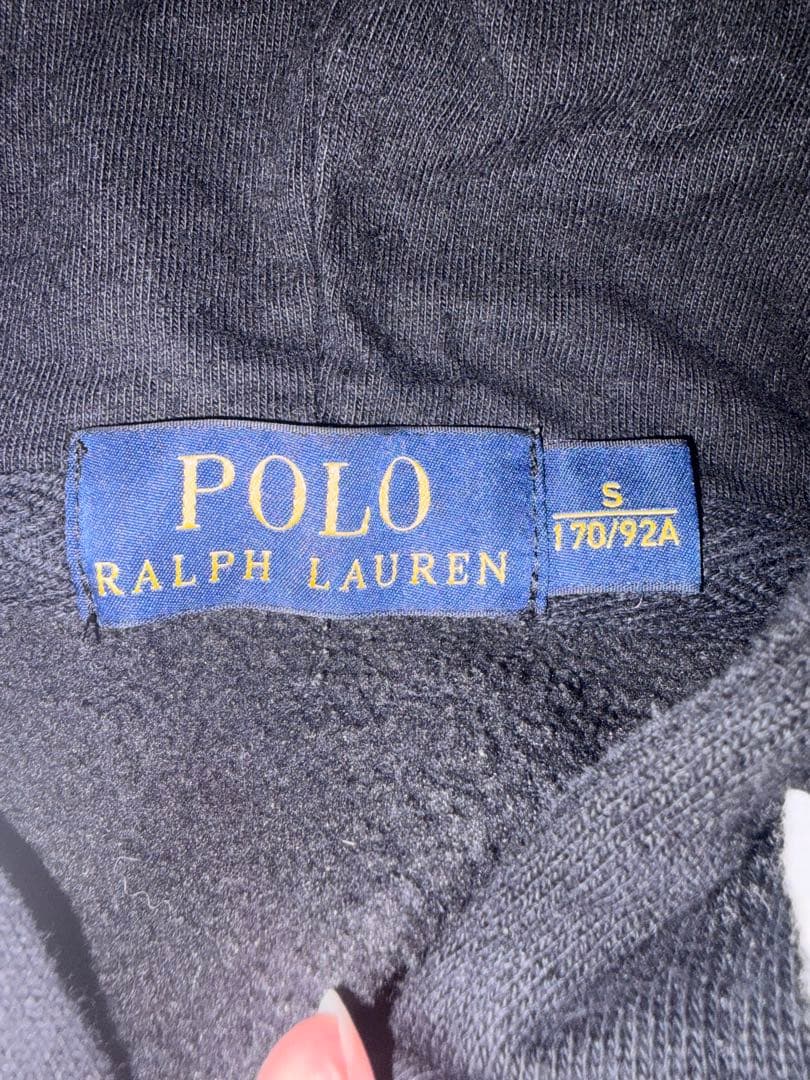 POLO
RALPH LAUREN
S
170/92A